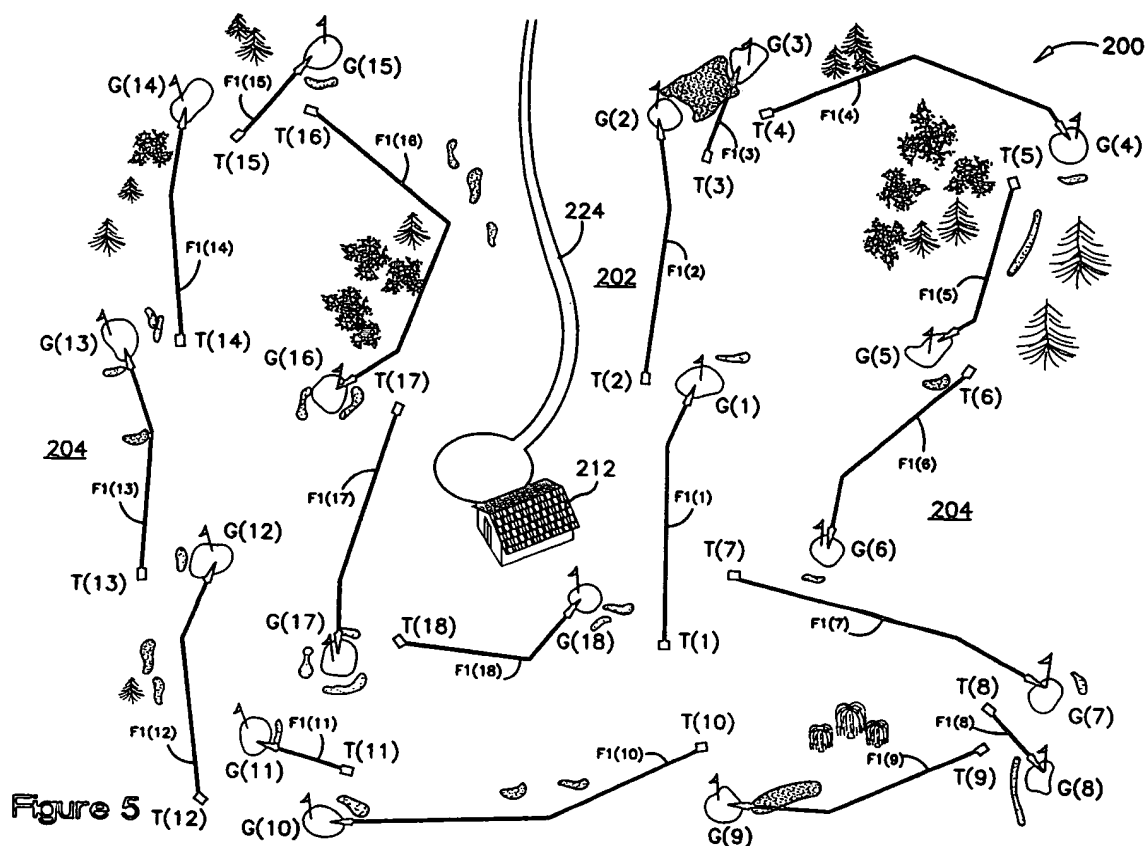 G(3)
200
G(15)
F1(15)
G(14)
G(2)
F1(4)
T(4)
T(16)
T(15)
F1(3)
T(3)
G(4)
T(5)
F1(16)
224
202
F1(14)
F1(2)
F1(5)
G(13)
T(14)
G(16)
T(17)
T(2)
G(1)
G(5)
T(6)
204
F1(13)
F1(17)
212
F1(1)
F1(6)
204
G(12)
T(7)
G(6)
T(13)
G(17)
T(18)
F1(18)
G(18)
T(1)
F1(7)
F1(12)
F1(11)
G(11)
T(11)
T(10)
F1(10)
T(8)
G(7)
F1(8)
F1(9)
T(9)
G(8)
Figure 5
T(12)
G(10)
G(9)